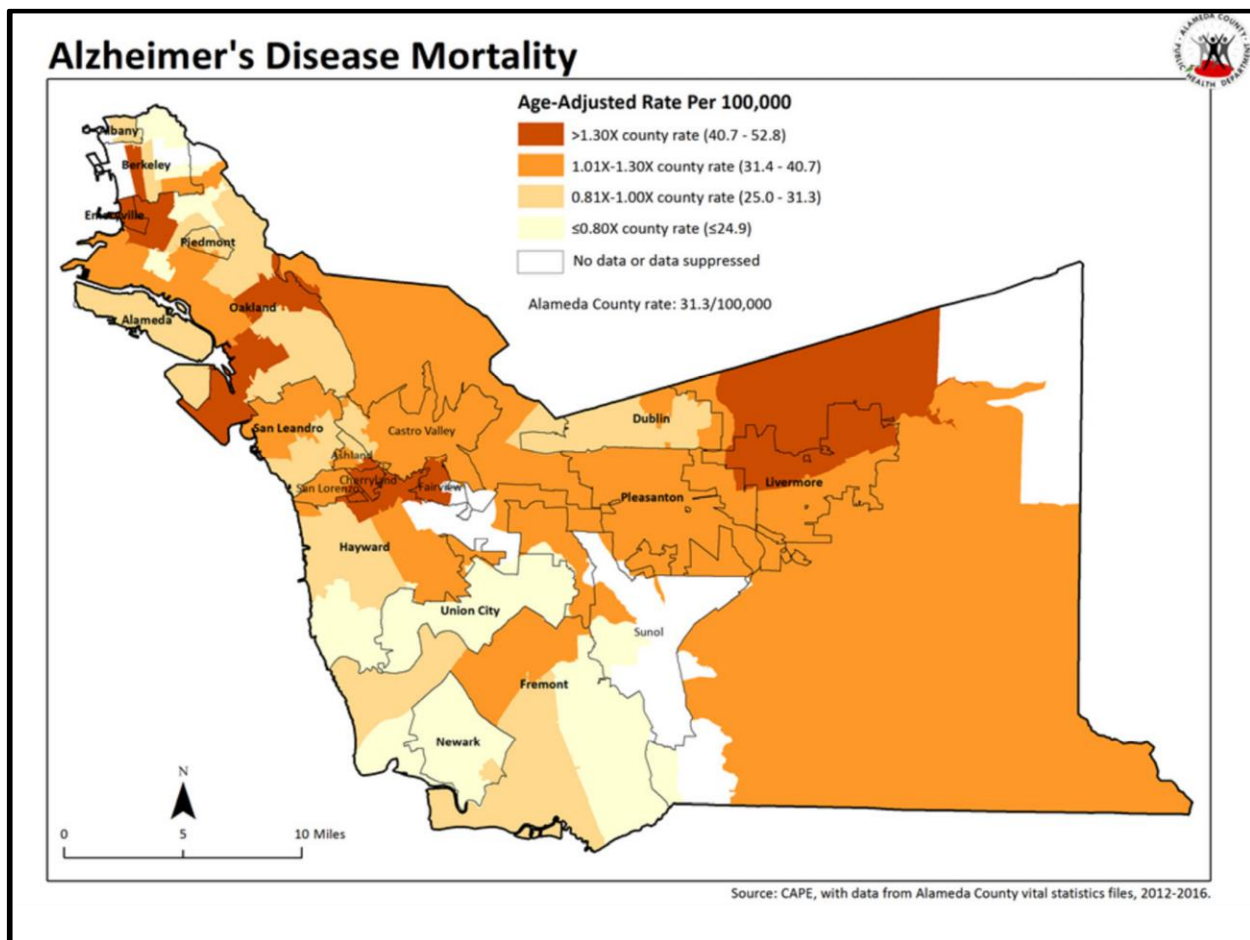 Alzheimer's Disease Mortality
ALAMEDA COUNTY
PUBLIC HEALTH DEPARTMENT
Age-Adjusted Rate Per 100,000
>1.30X county rate (40.7 - 52.8)
1.01X-1.30X county rate (31.4 - 40.7)
0.81X-1.00X county rate (25.0 - 31.3)
≤0.80X county rate (≤24.9)
No data or data suppressed
Alameda County rate: 31.3/100,000
Albany
Berkeley
Emeryville
Piedmont
Oakland
Alameda
San Leandro
Castro Valley
Dublin
Ashland
Cherryland
San Lorenzo
Fairview
Livermore
Pleasanton
Hayward
Union City
Sunol
Fremont
Newark
N
0 5 10 Miles
Source: CAPE, with data from Alameda County vital statistics files, 2012-2016.